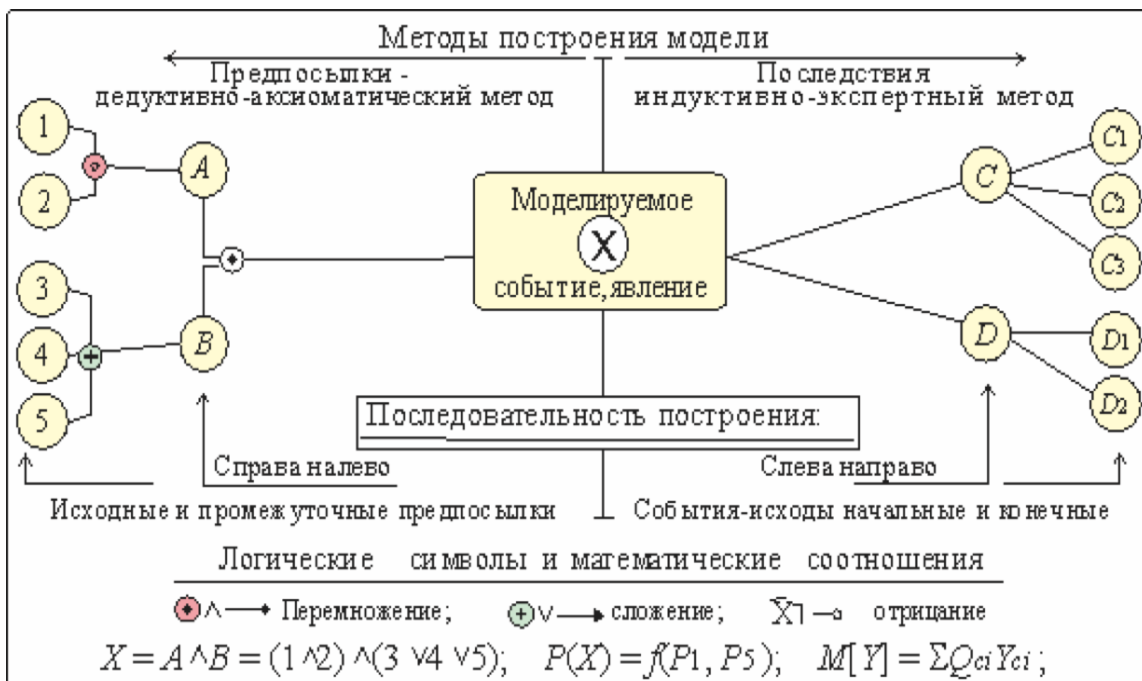 Методы построения модели
Предпосылки - дедуктивно-аксиоматический метод
Последствия индуктивно-экспертный метод
1
2
A
3
4
5
B
Моделируемое
X
событие, явление
C
C1
C2
C3
D
D1
D2
Последовательность построения:
Справа налево
Слева направо
Исходные и промежуточные предпосылки
События-исходы начальные и конечные
Логические символы и математические соотношения
∧ Перемножение; ∨ сложение; X̄ ˥ отрицание
X = A ∧ B = (1 ∧ 2) ∧ (3 ∨ 4 ∨ 5); P(X) = f(P1, P5); M[Y] = ΣQciYci;